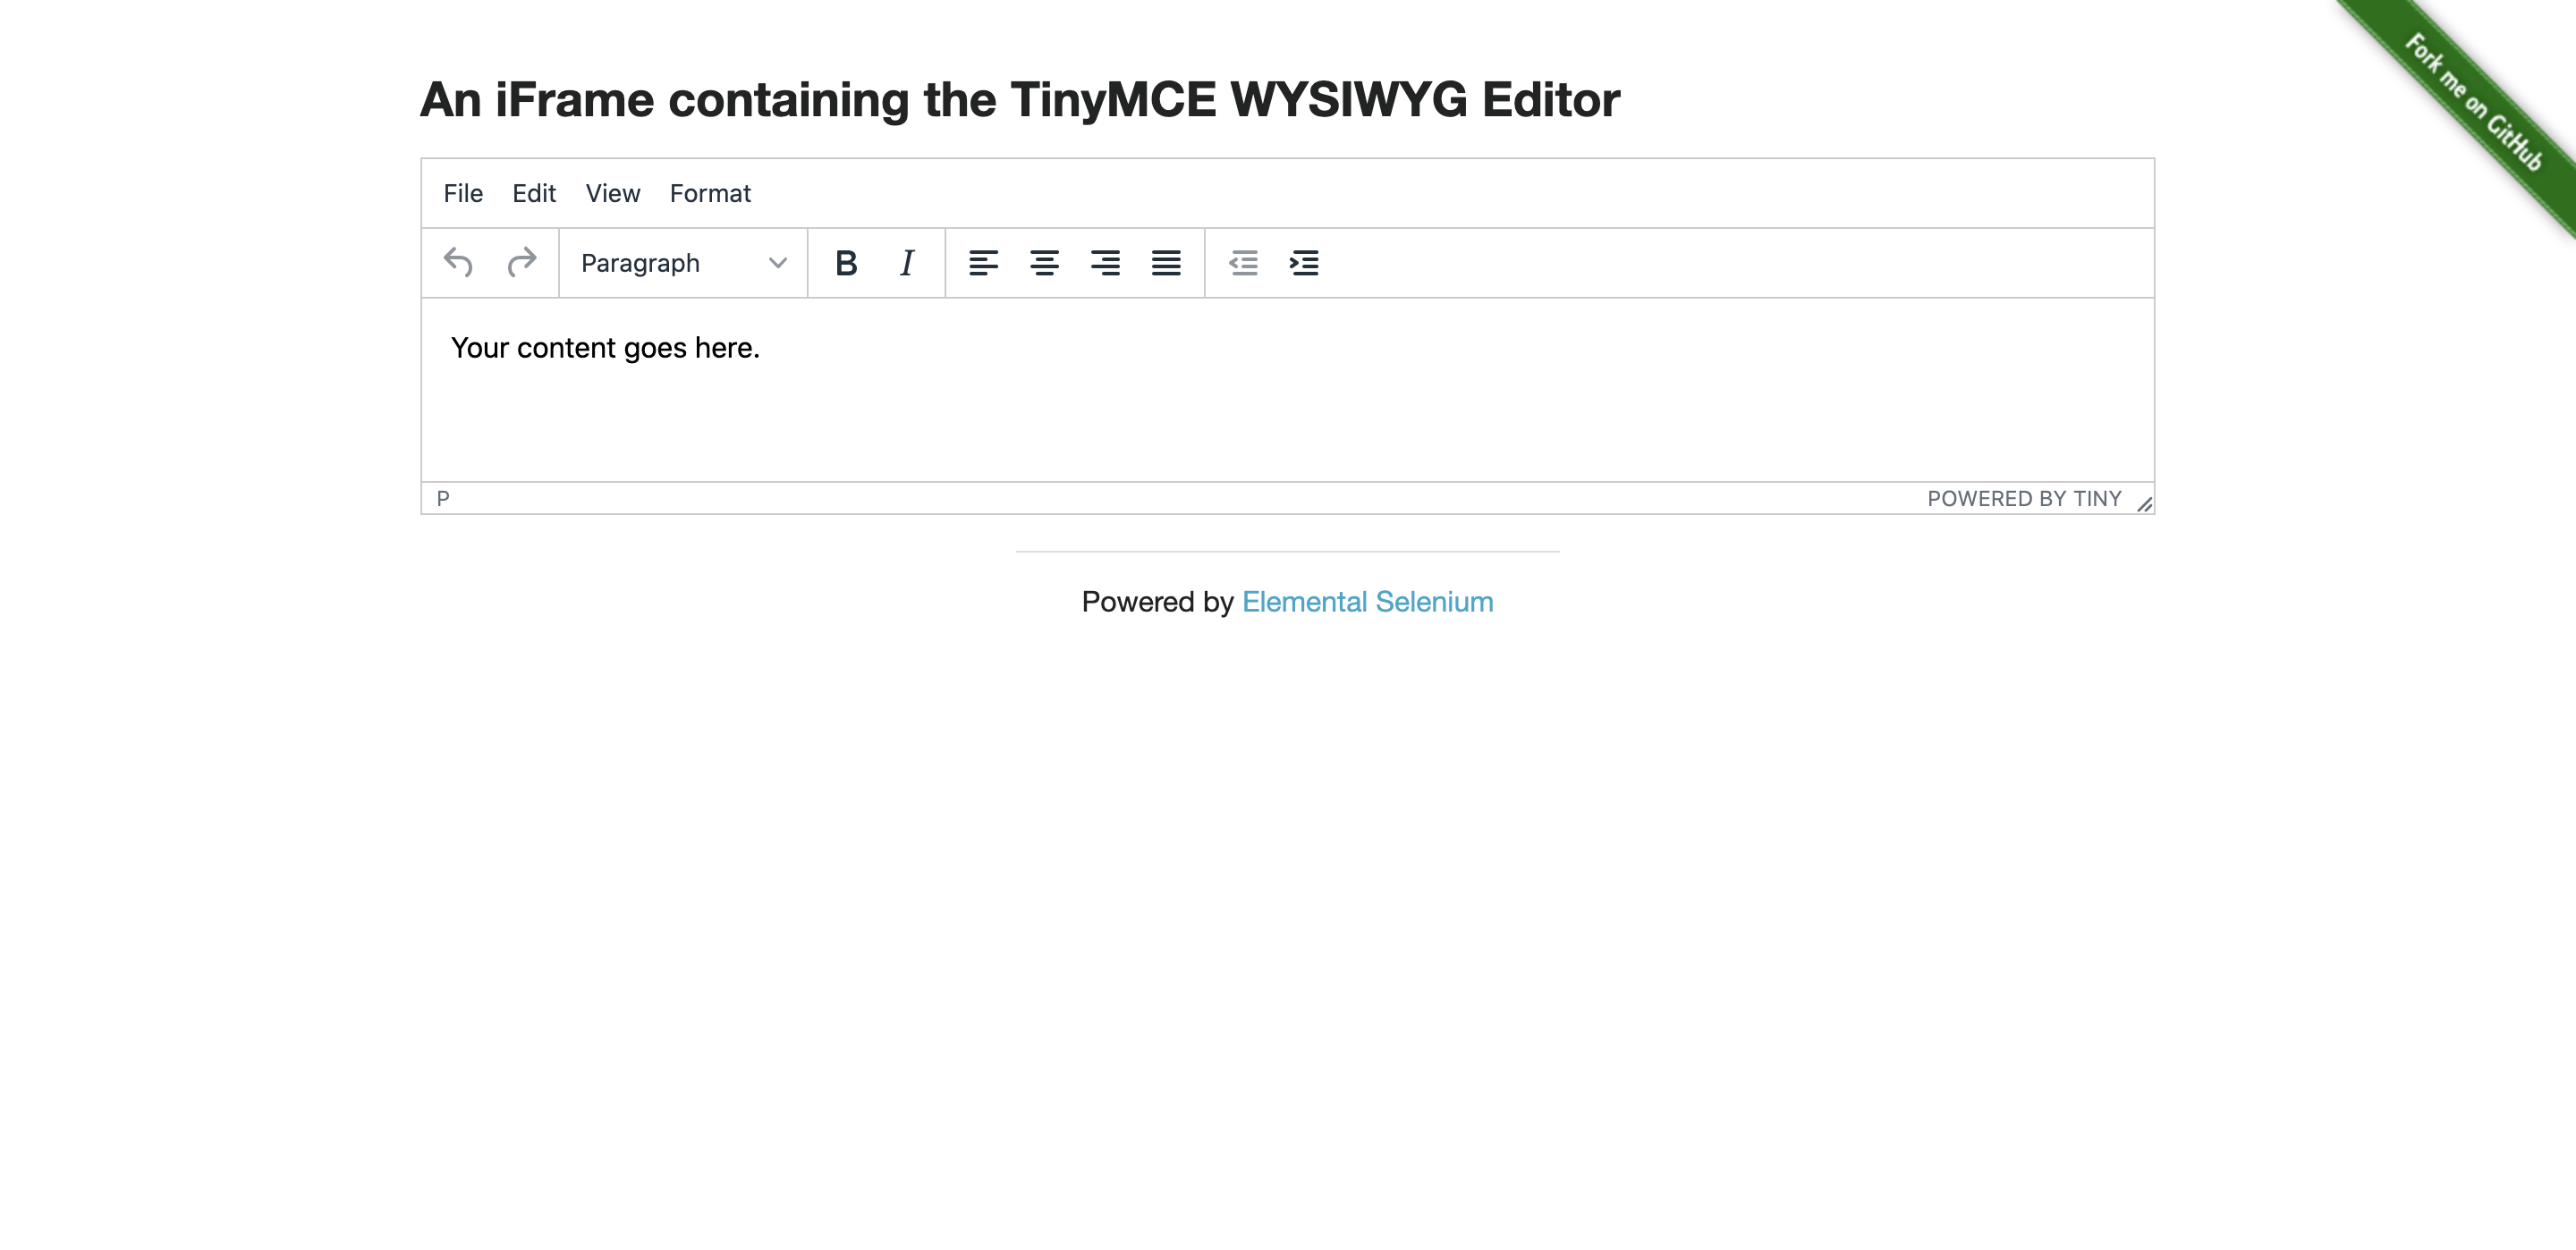 An iFrame containing the TinyMCE WYSIWYG Editor
Fork me on GitHub
File Edit View Format
Paragraph B I
Your content goes here.
P POWERED BY TINY
Powered by Elemental Selenium